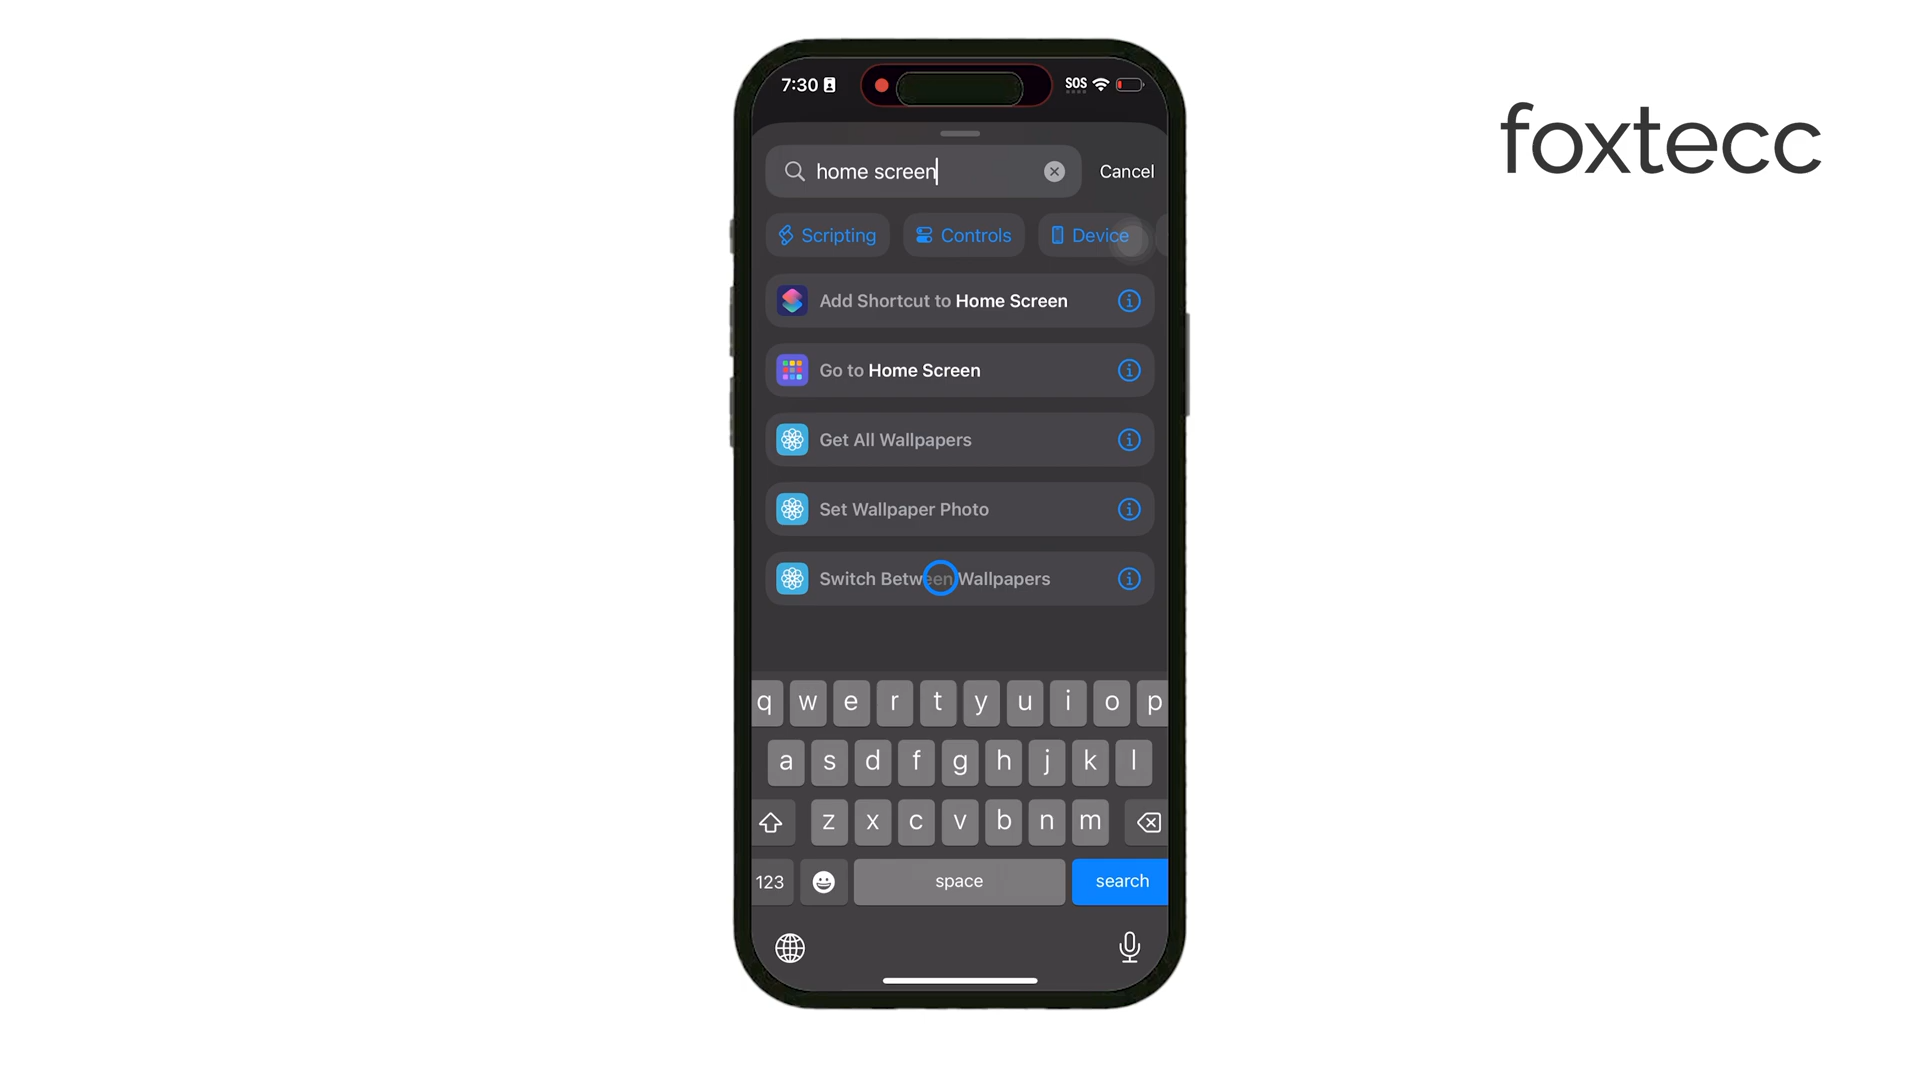 foxtecc
7:30
SOS
home screen
Cancel
Scripting
Controls
Device
Add Shortcut to Home Screen
Go to Home Screen
Get All Wallpapers
Set Wallpaper Photo
Switch Between Wallpapers
q w e r t y u i o p
a s d f g h j k l
z x c v b n m
123
space
search